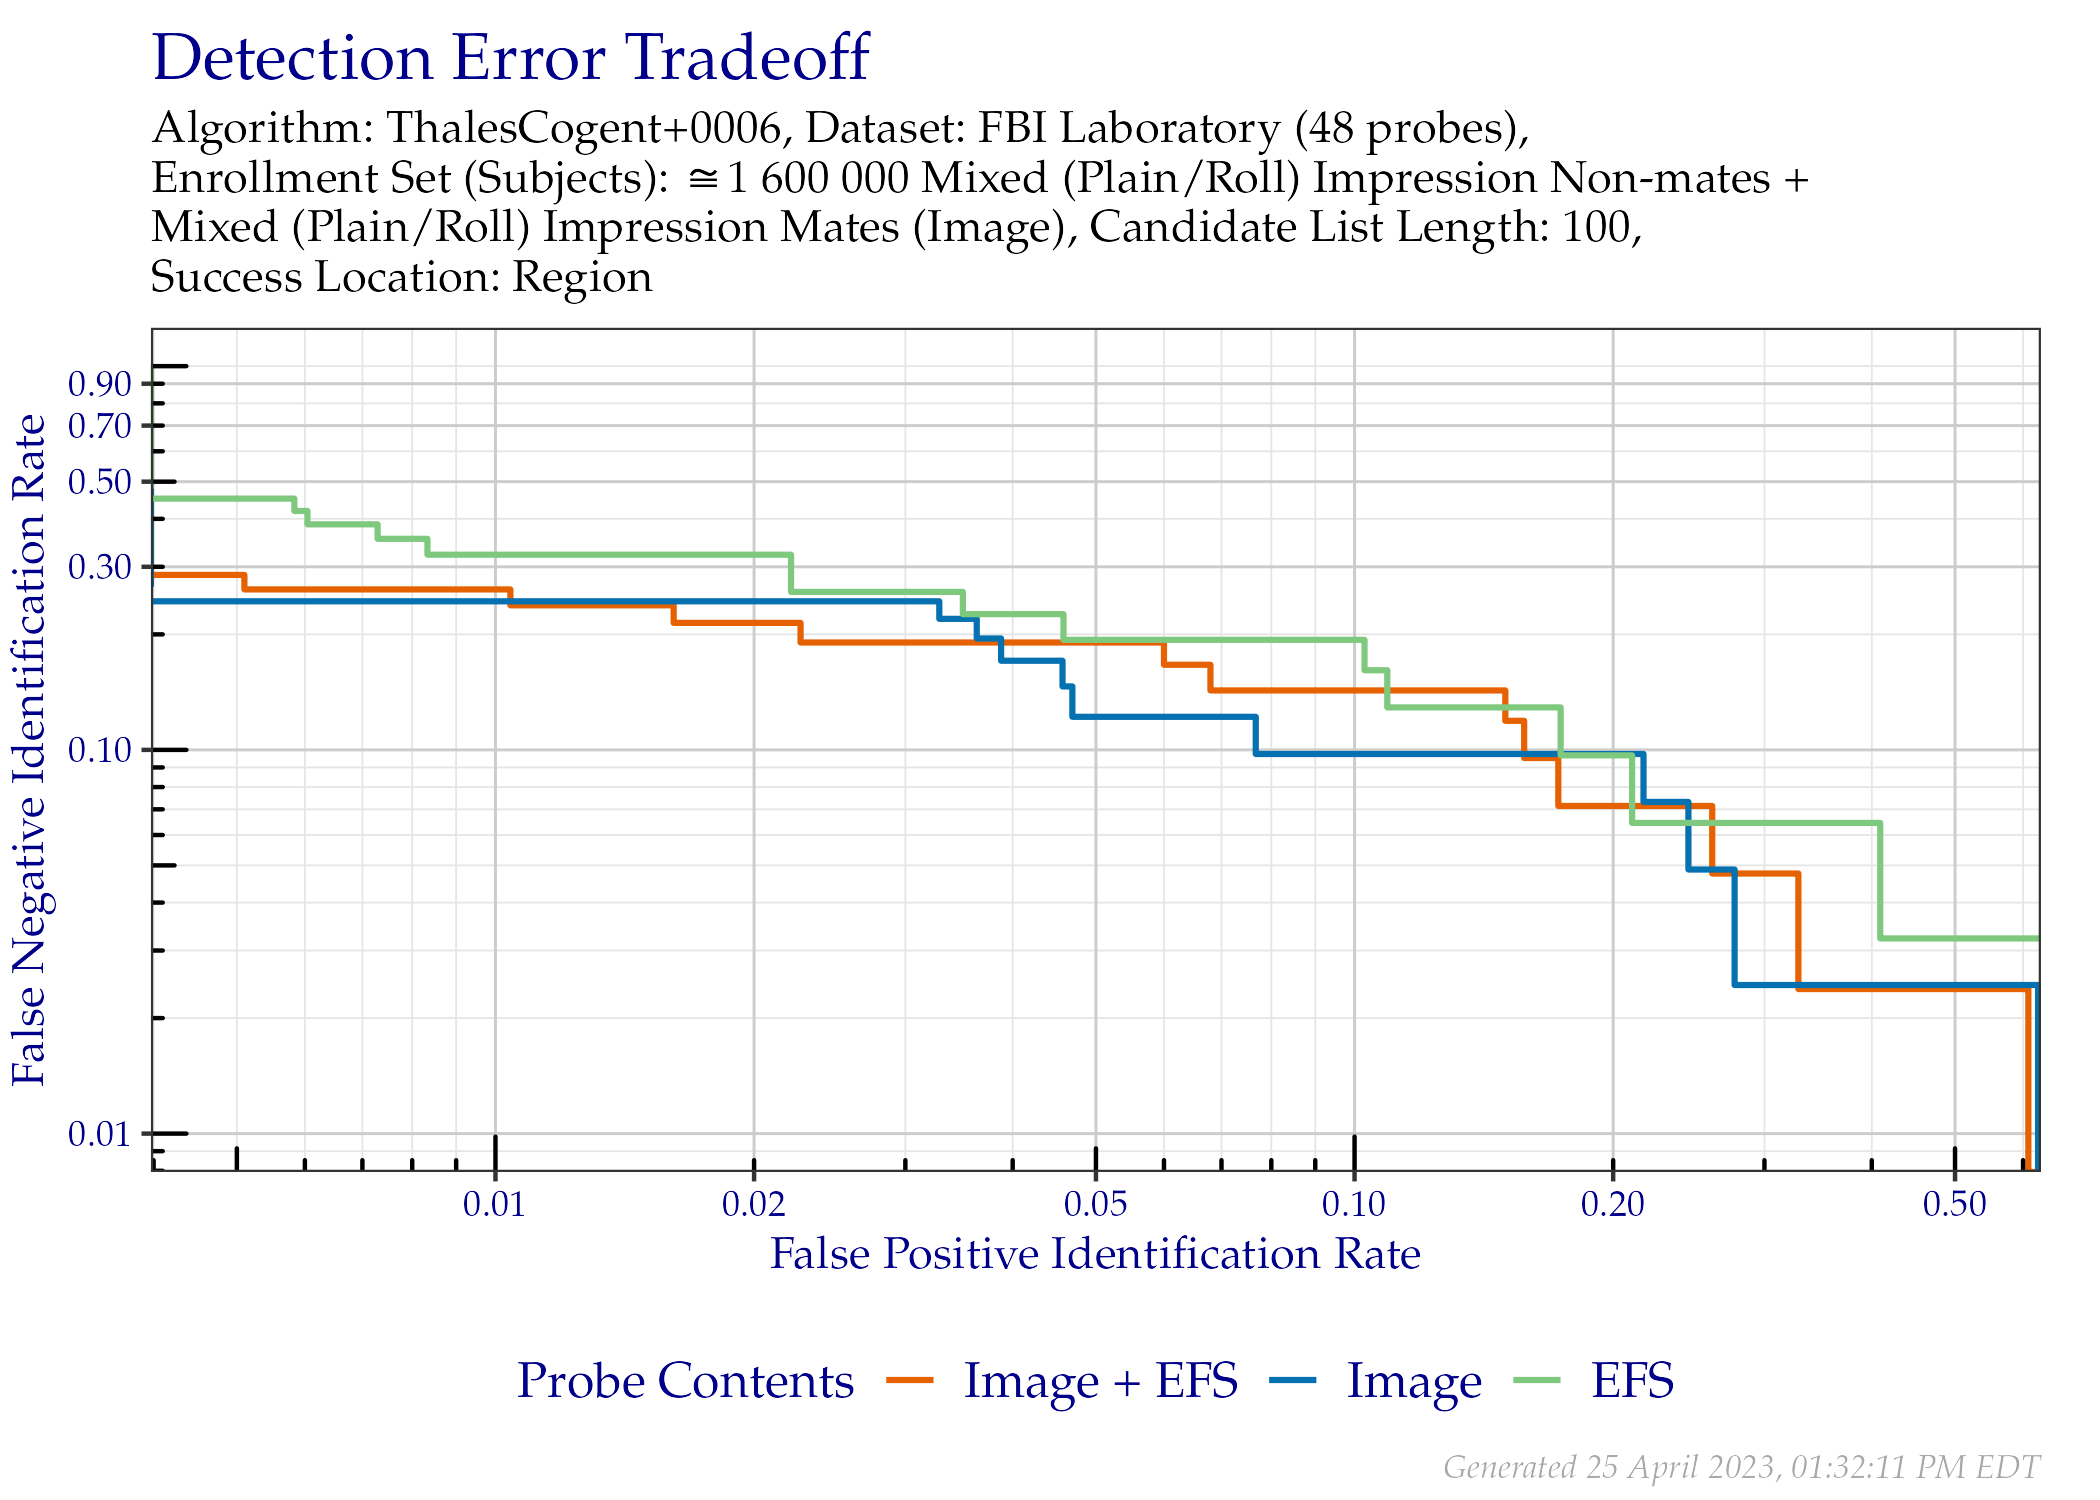 Detection Error Tradeoff
Algorithm: ThalesCogent+0006, Dataset: FBI Laboratory (48 probes),
Enrollment Set (Subjects): ≅ 1 600 000 Mixed (Plain/Roll) Impression Non-mates +
Mixed (Plain/Roll) Impression Mates (Image), Candidate List Length: 100,
Success Location: Region
False Negative Identification Rate
0.90
0.70
0.50
0.30
0.10
0.01
0.01 0.02 0.05 0.10 0.20 0.50
False Positive Identification Rate
Probe Contents Image + EFS Image EFS
Generated 25 April 2023, 01:32:11 PM EDT